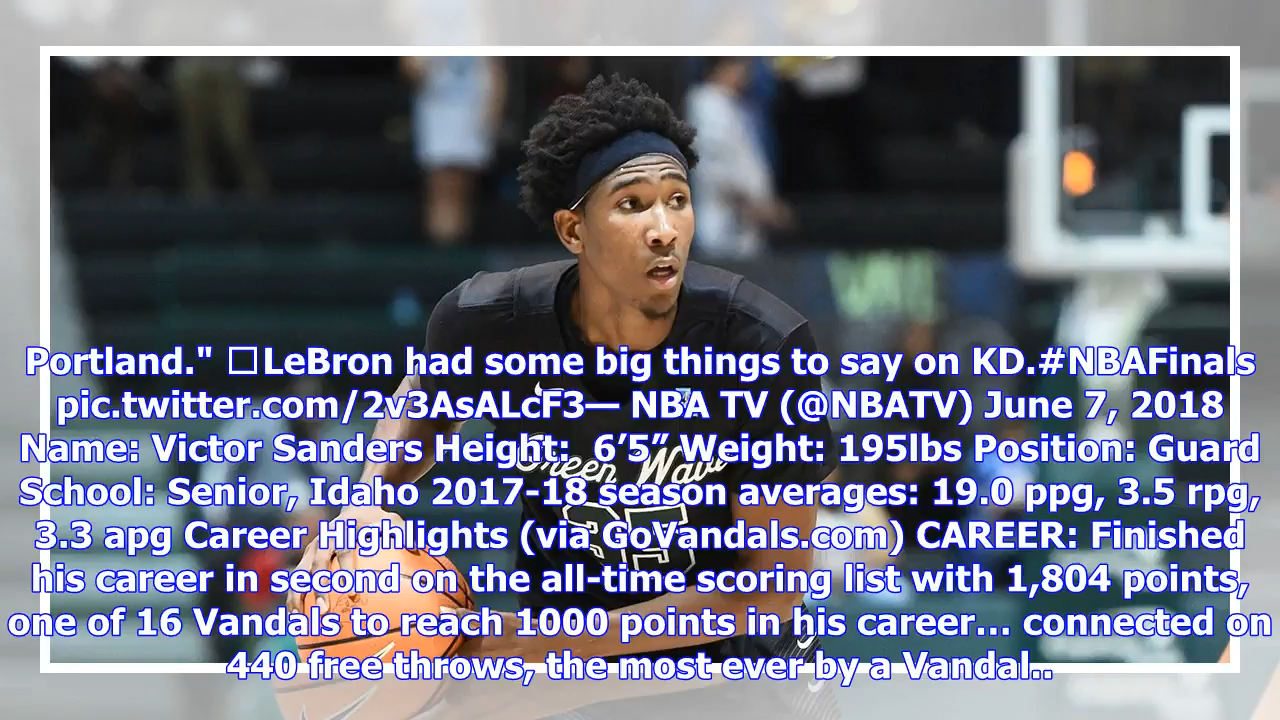 Portland." □LeBron had some big things to say on KD.#NBAFinals
pic.twitter.com/2v3AsALcF3— NBA TV (@NBATV) June 7, 2018
Name: Victor Sanders Height:  6’5” Weight: 195lbs Position: Guard
School: Senior, Idaho 2017-18 season averages: 19.0 ppg, 3.5 rpg,
3.3 apg Career Highlights (via GoVandals.com) CAREER: Finished
his career in second on the all-time scoring list with 1,804 points,
one of 16 Vandals to reach 1000 points in his career… connected on
440 free throws, the most ever by a Vandal..
Green Wave